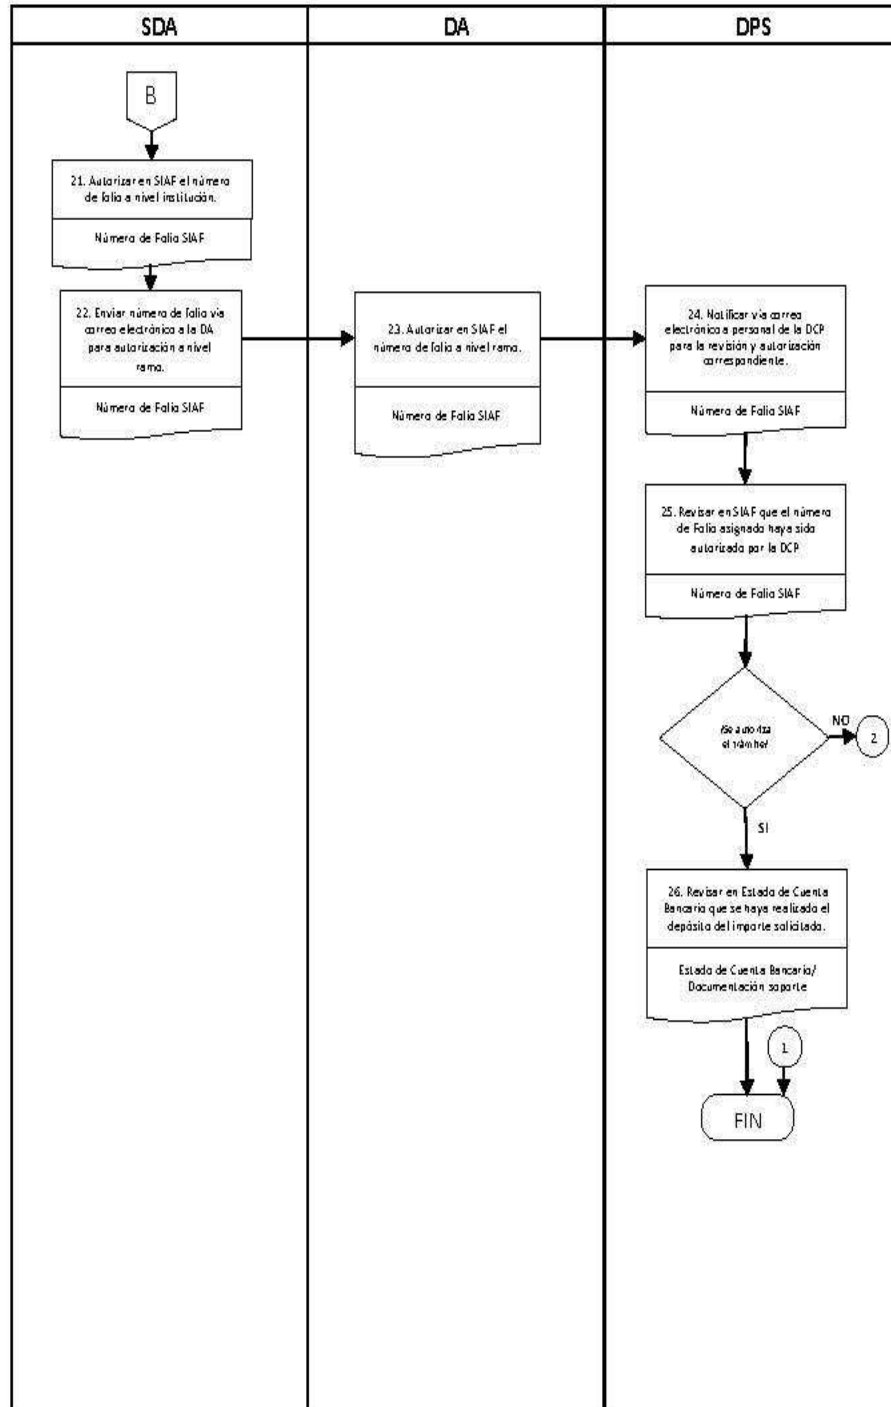 SDA
DA
DPS
B
21. Autorizar en SIAF el número
de folio a nivel institución.
Número de Folio SIAF
22. Enviar número de folio vía
correo electrónico a la DA
para autorización a nivel
ramo.
Número de Folio SIAF
23. Autorizar en SIAF el
número de folio a nivel ramo.
Número de Folio SIAF
24. Notificar vía correo
electrónico a personal de la DCP
para la revisión y autorización
correspondiente.
Número de Folio SIAF
25. Revisar en SIAF que el número
de Folio asignado haya sido
autorizado por la DCP
Número de Folio SIAF
¿Se autoriza
el trámite?
NO
2
SI
26. Revisar en Estado de Cuenta
Bancario que se haya realizado el
depósito del importe solicitado.
Estado de Cuenta Bancario/
Documentación soporte
1
FIN